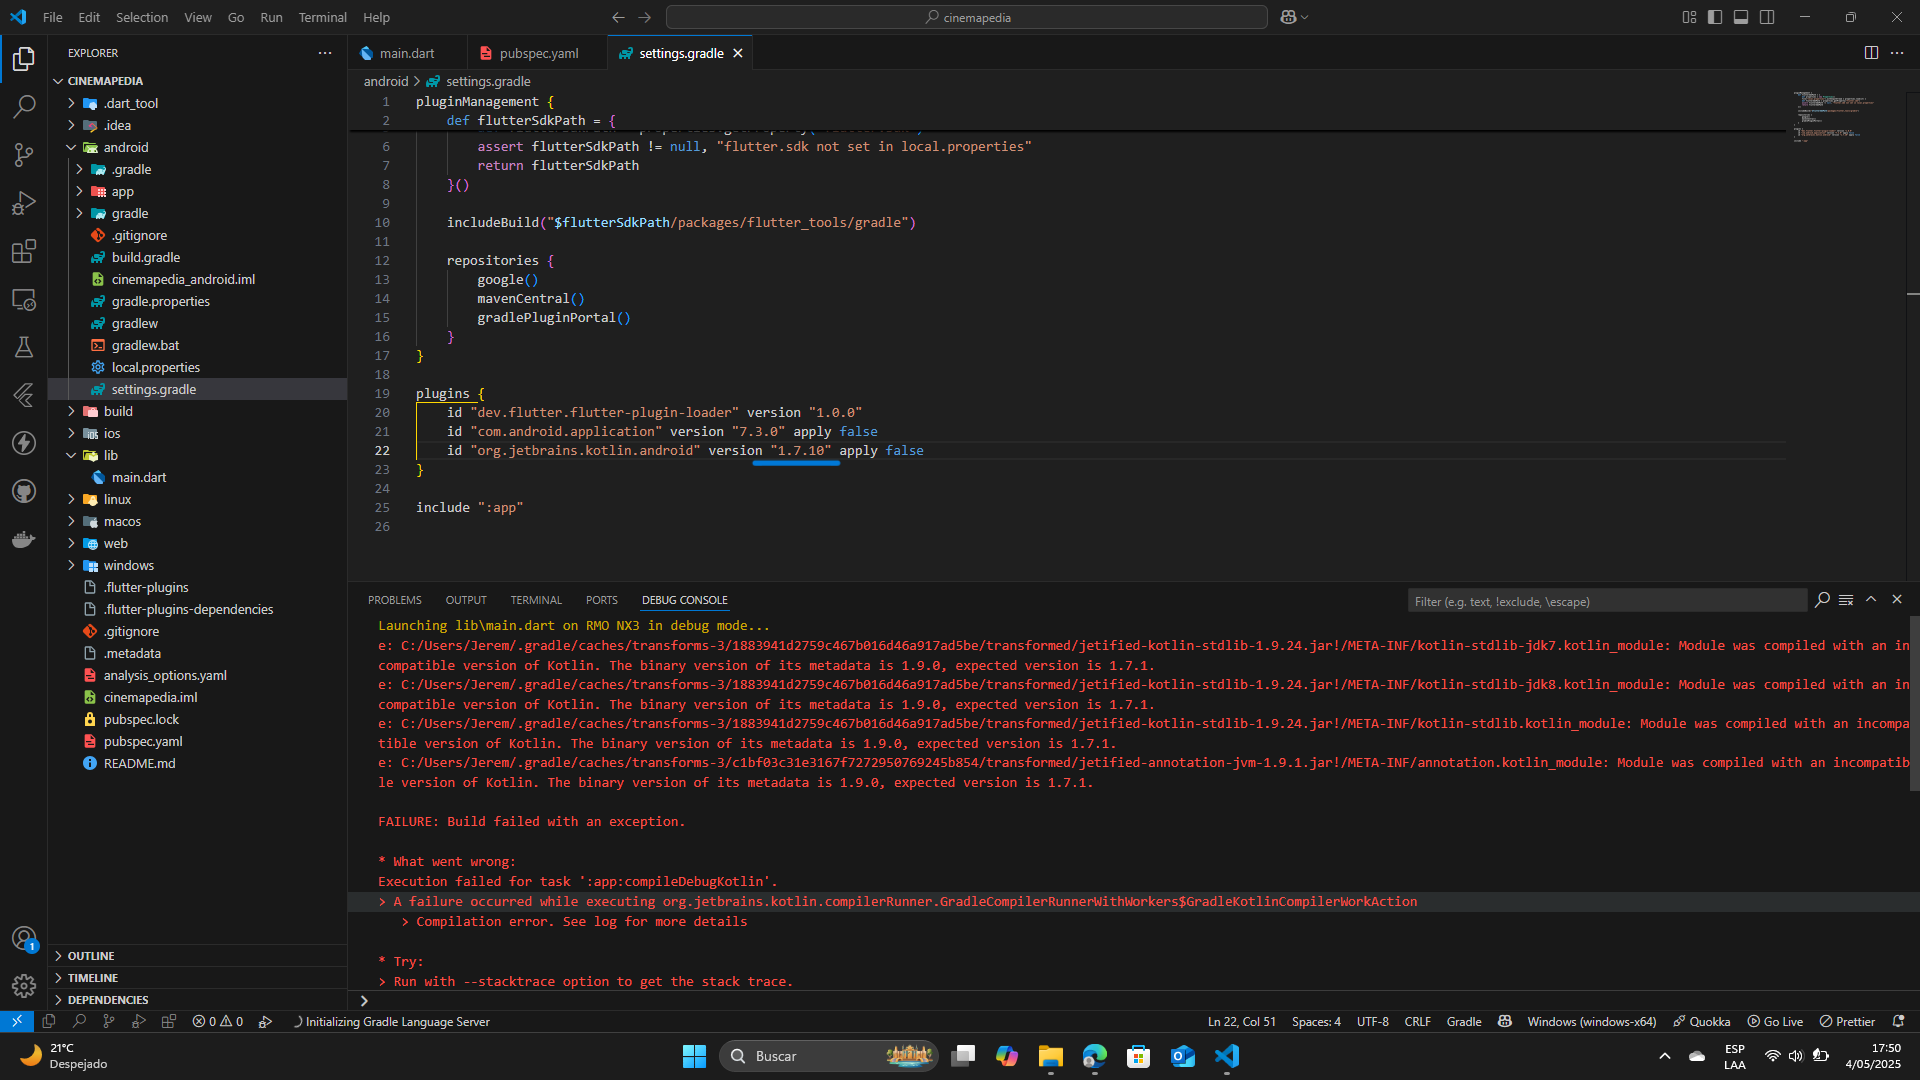 File Edit Selection View Go Run Terminal Help
cinemapedia
EXPLORER
CINEMAPEDIA
.dart_tool
.idea
android
.gradle
app
gradle
.gitignore
build.gradle
cinemapedia_android.iml
gradle.properties
gradlew
gradlew.bat
local.properties
settings.gradle
build
ios
lib
main.dart
linux
macos
web
windows
.flutter-plugins
.flutter-plugins-dependencies
.gitignore
.metadata
analysis_options.yaml
cinemapedia.iml
pubspec.lock
pubspec.yaml
README.md
OUTLINE
TIMELINE
DEPENDENCIES
main.dart pubspec.yaml settings.gradle
android > settings.gradle
1 pluginManagement {
2 def flutterSdkPath = {
6 assert flutterSdkPath != null, "flutter.sdk not set in local.properties"
7 return flutterSdkPath
8 }()
9
10 includeBuild("$flutterSdkPath/packages/flutter_tools/gradle")
11
12 repositories {
13 google()
14 mavenCentral()
15 gradlePluginPortal()
16 }
17 }
18
19 plugins {
20 id "dev.flutter.flutter-plugin-loader" version "1.0.0"
21 id "com.android.application" version "7.3.0" apply false
22 id "org.jetbrains.kotlin.android" version "1.7.10" apply false
23 }
24
25 include ":app"
26
PROBLEMS OUTPUT TERMINAL PORTS DEBUG CONSOLE
Filter (e.g. text, !exclude, \escape)
Launching lib\main.dart on RMO NX3 in debug mode...
e: C:/Users/Jerem/.gradle/caches/transforms-3/1883941d2759c467b016d46a917ad5be/transformed/jetified-kotlin-stdlib-1.9.24.jar!/META-INF/kotlin-stdlib-jdk7.kotlin_module: Module was compiled with an in
compatible version of Kotlin. The binary version of its metadata is 1.9.0, expected version is 1.7.1.
e: C:/Users/Jerem/.gradle/caches/transforms-3/1883941d2759c467b016d46a917ad5be/transformed/jetified-kotlin-stdlib-1.9.24.jar!/META-INF/kotlin-stdlib-jdk8.kotlin_module: Module was compiled with an in
compatible version of Kotlin. The binary version of its metadata is 1.9.0, expected version is 1.7.1.
e: C:/Users/Jerem/.gradle/caches/transforms-3/1883941d2759c467b016d46a917ad5be/transformed/jetified-kotlin-stdlib-1.9.24.jar!/META-INF/kotlin-stdlib.kotlin_module: Module was compiled with an incompa
tible version of Kotlin. The binary version of its metadata is 1.9.0, expected version is 1.7.1.
e: C:/Users/Jerem/.gradle/caches/transforms-3/c1bf03c31e3167f7272950769245b854/transformed/jetified-annotation-jvm-1.9.1.jar!/META-INF/annotation.kotlin_module: Module was compiled with an incompatib
le version of Kotlin. The binary version of its metadata is 1.9.0, expected version is 1.7.1.
FAILURE: Build failed with an exception.
* What went wrong:
Execution failed for task ':app:compileDebugKotlin'.
> A failure occurred while executing org.jetbrains.kotlin.compilerRunner.GradleCompilerRunnerWithWorkers$GradleKotlinCompilerWorkAction
> Compilation error. See log for more details
* Try:
> Run with --stacktrace option to get the stack trace.
>
1
0 0 Initializing Gradle Language Server
Ln 22, Col 51 Spaces: 4 UTF-8 CRLF Gradle Windows (windows-x64) Quokka Go Live Prettier
21°C
Despejado
Buscar
ESP
LAA
17:50
4/05/2025